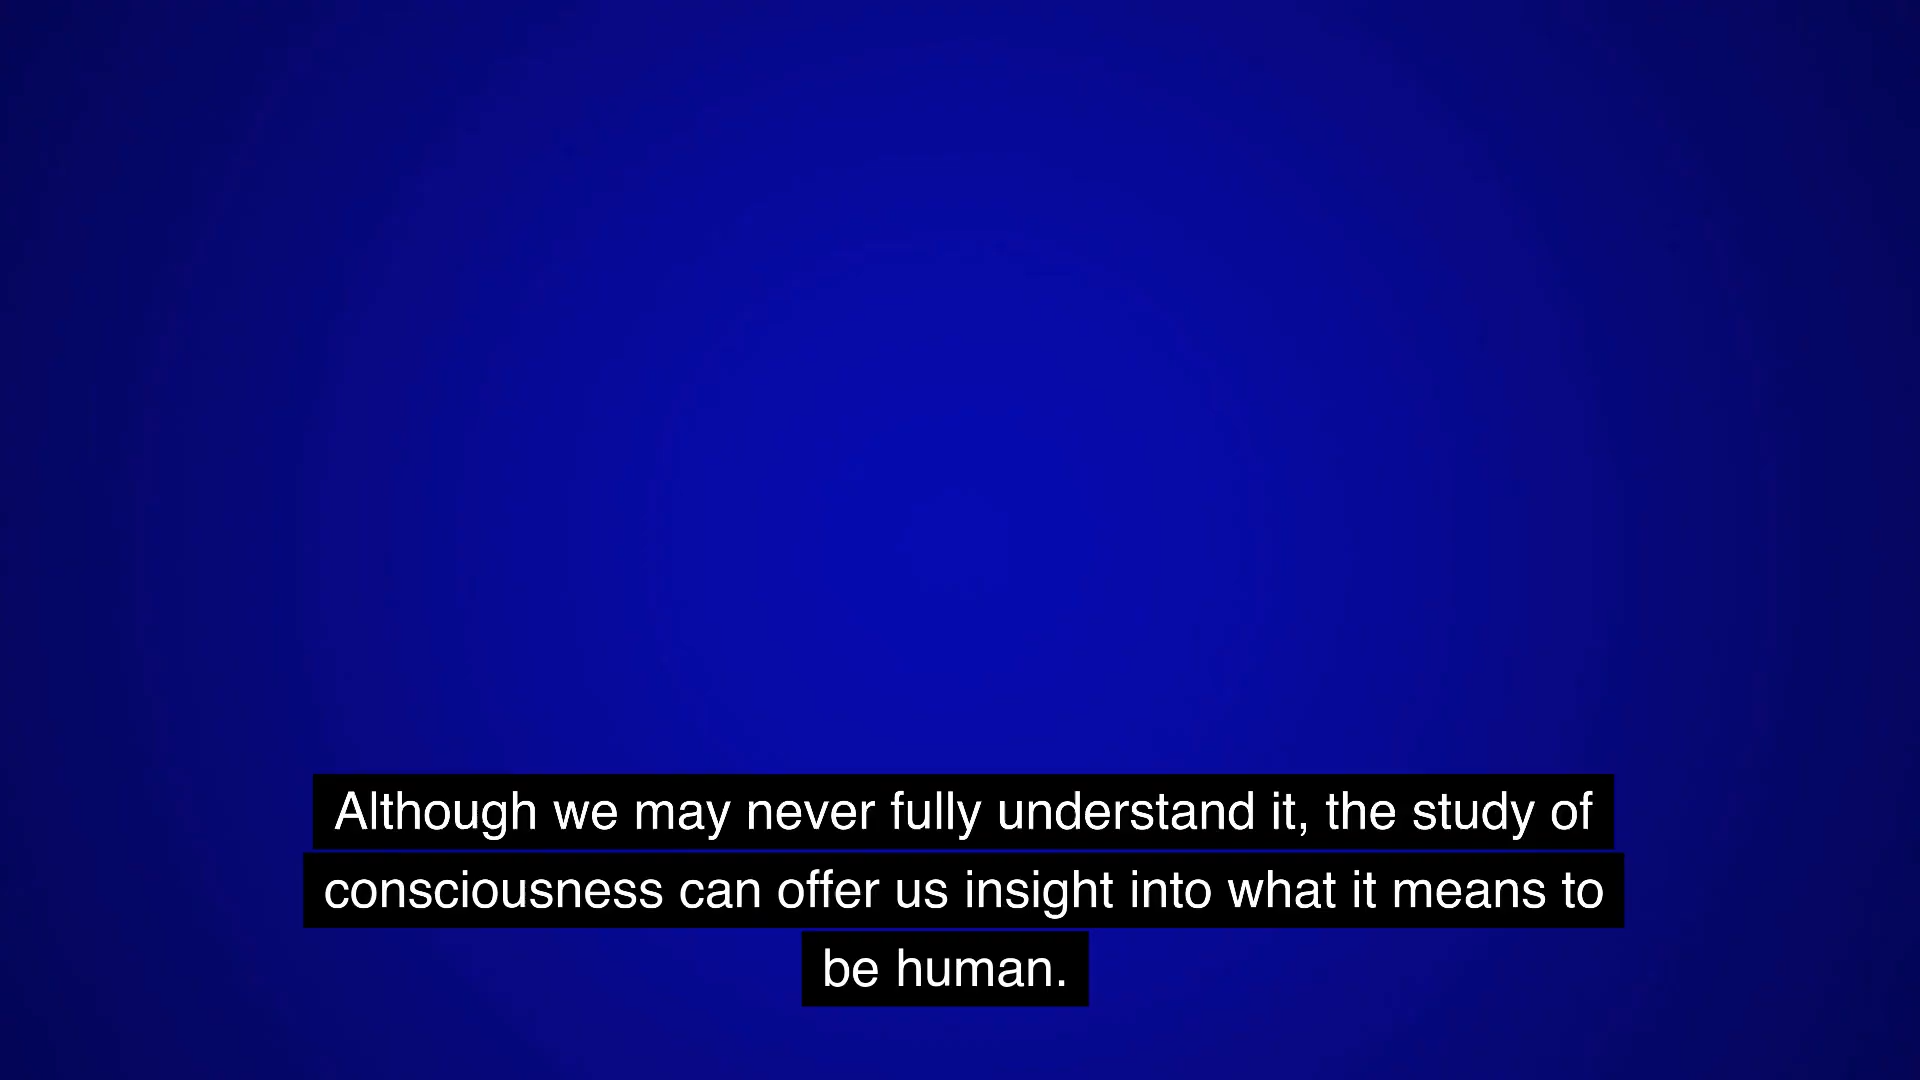 Although we may never fully understand it, the study of
consciousness can offer us insight into what it means to
be human.